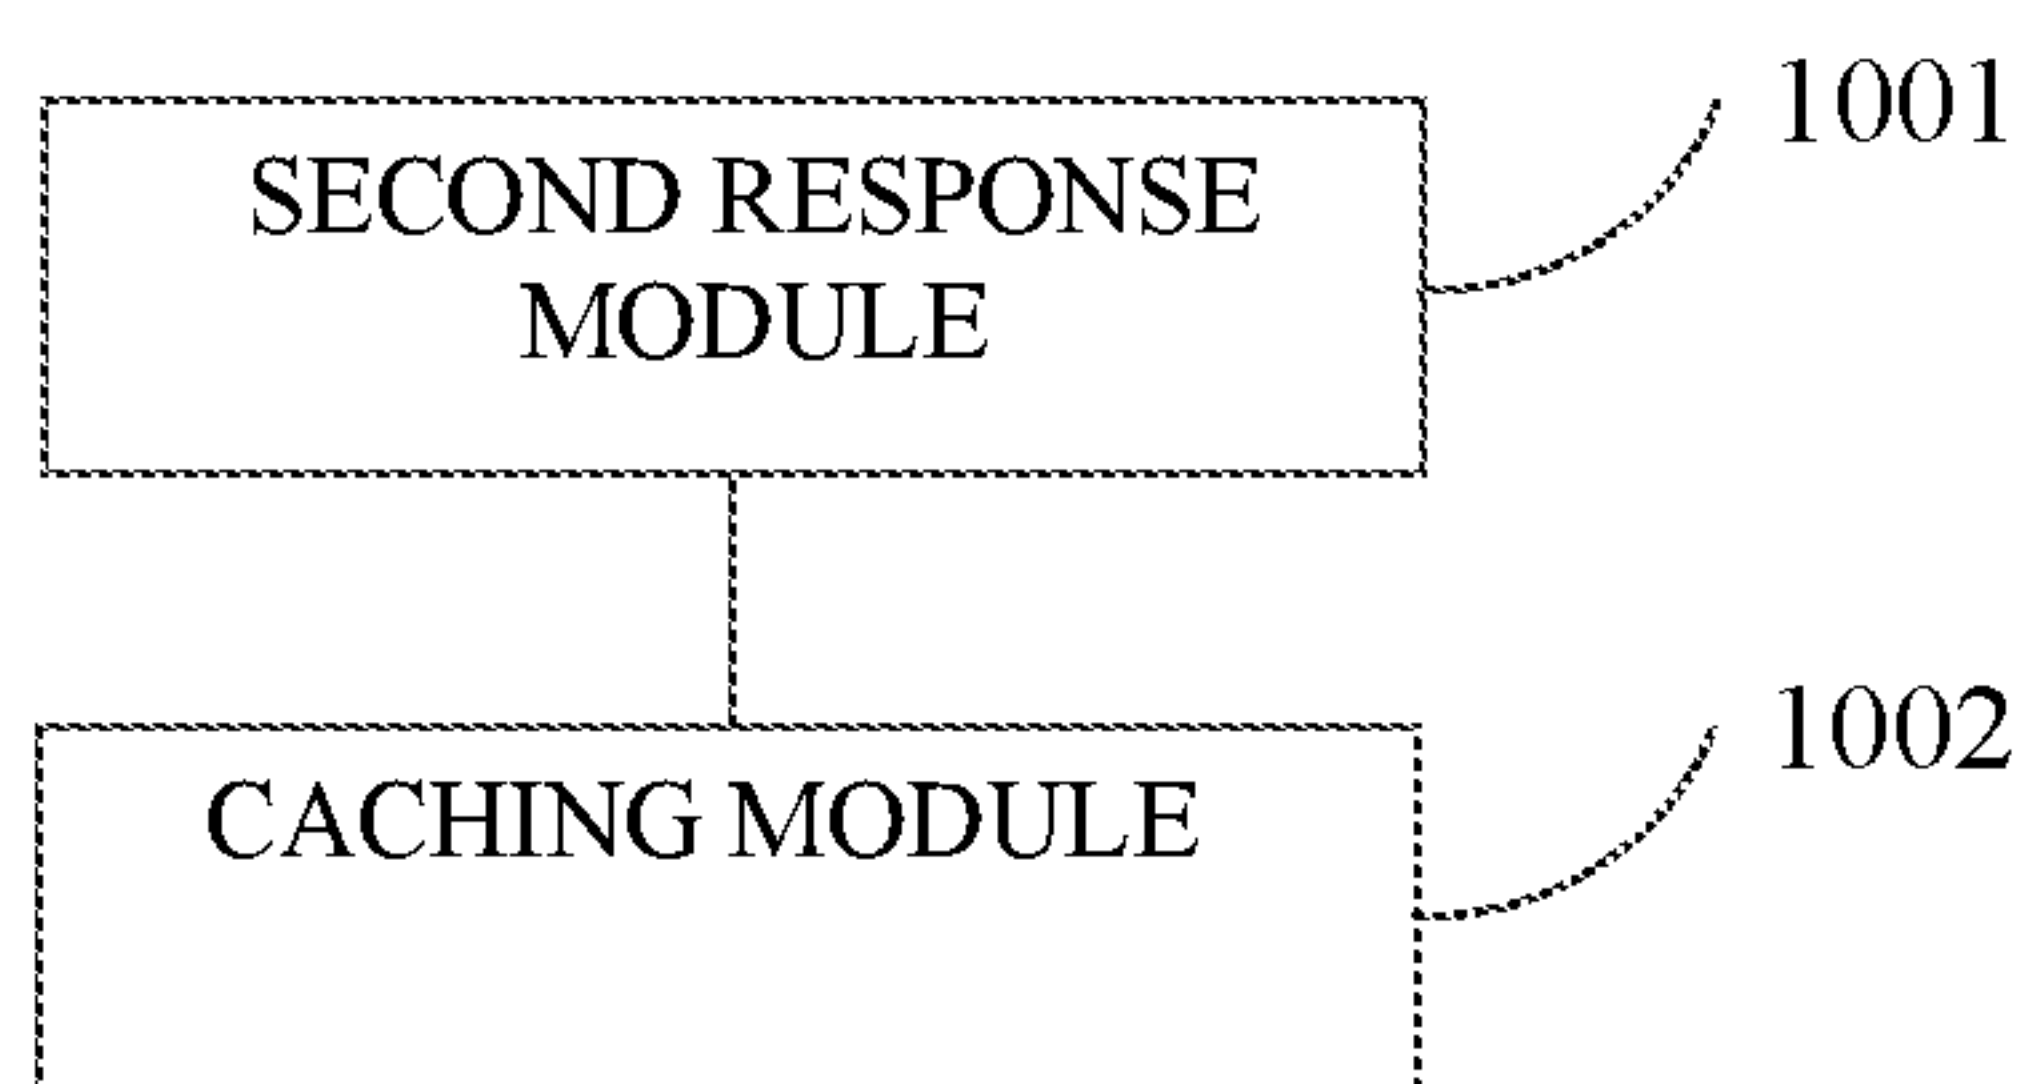 1001
SECOND RESPONSE
MODULE
1002
CACHING MODULE